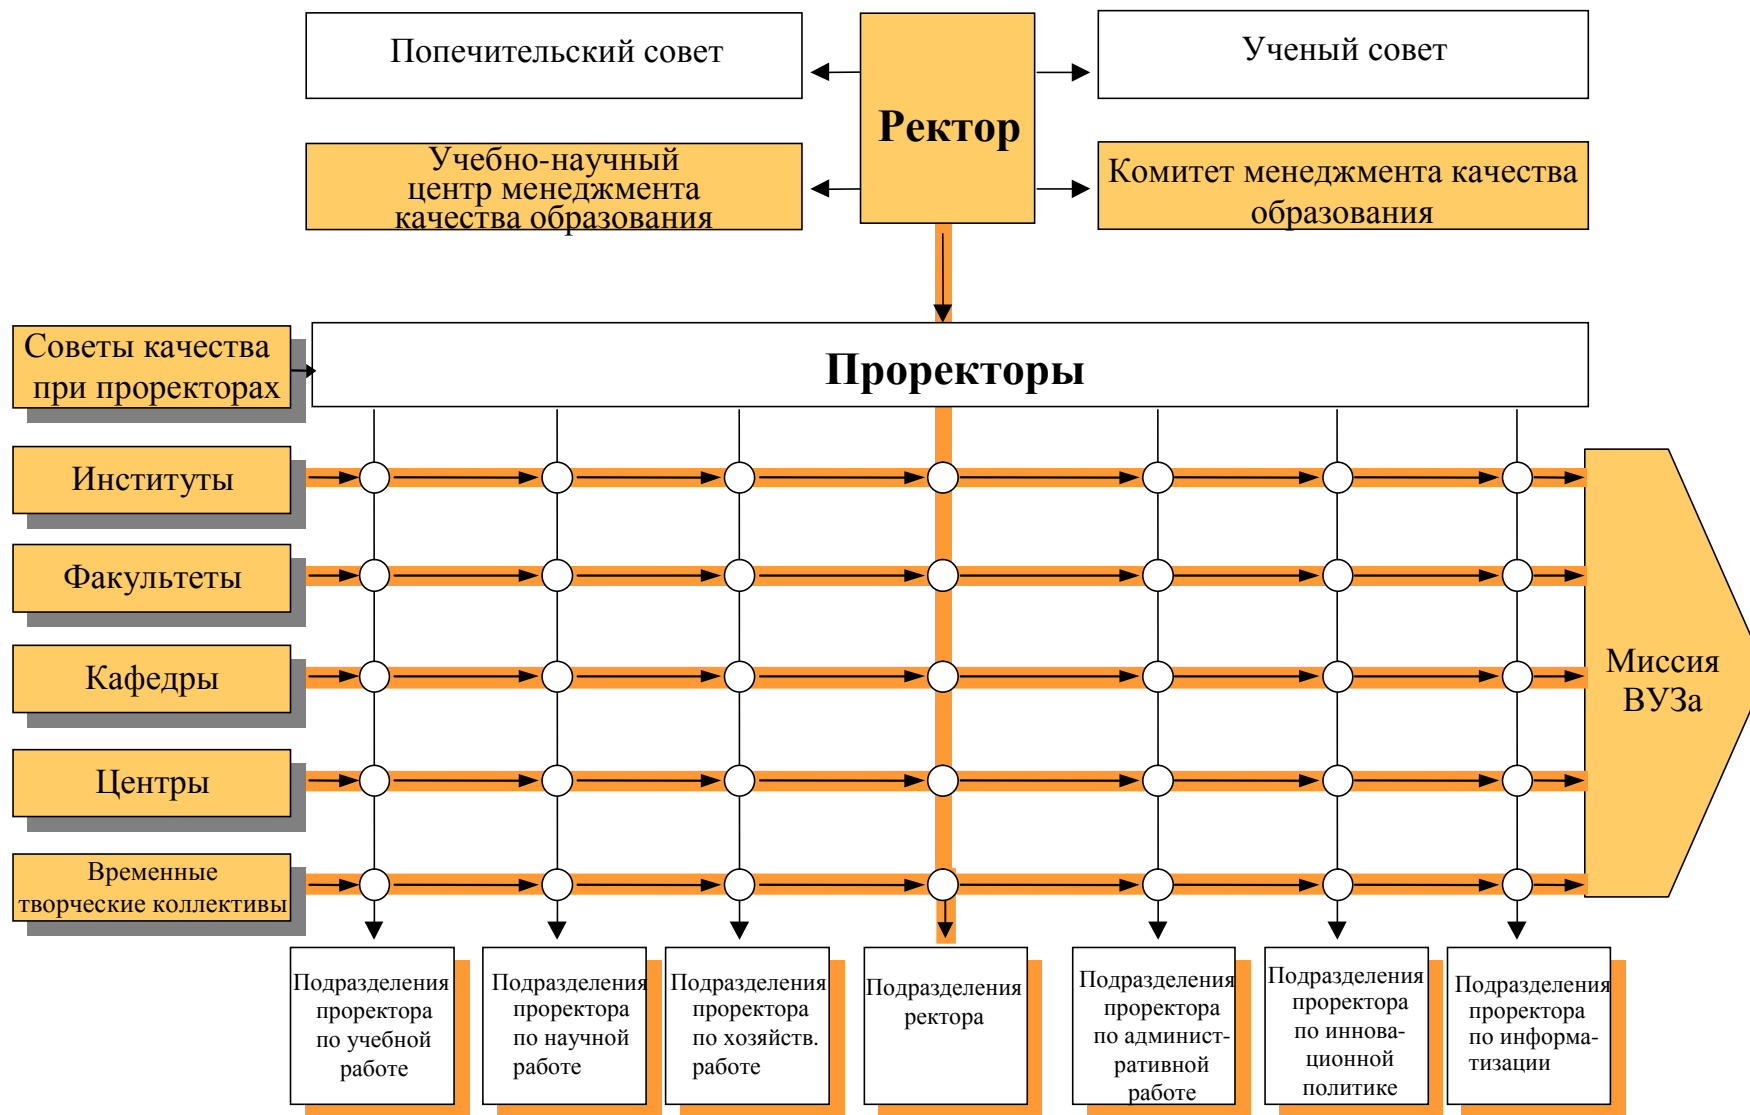 Попечительский совет
Ректор
Ученый совет
Учебно-научный
центр менеджмента
качества образования
Комитет менеджмента качества
образования
Советы качества
при проректорах
Проректоры
Институты
Факультеты
Кафедры
Центры
Временные
творческие коллективы
Миссия
ВУЗа
Подразделения
проректора
по учебной
работе
Подразделения
проректора
по научной
работе
Подразделения
проректора
по хозяйств.
работе
Подразделения
ректора
Подразделения
проректора
по админист-
ративной
работе
Подразделения
проректора
по иннова-
ционной
политике
Подразделения
проректора
по информа-
тизации